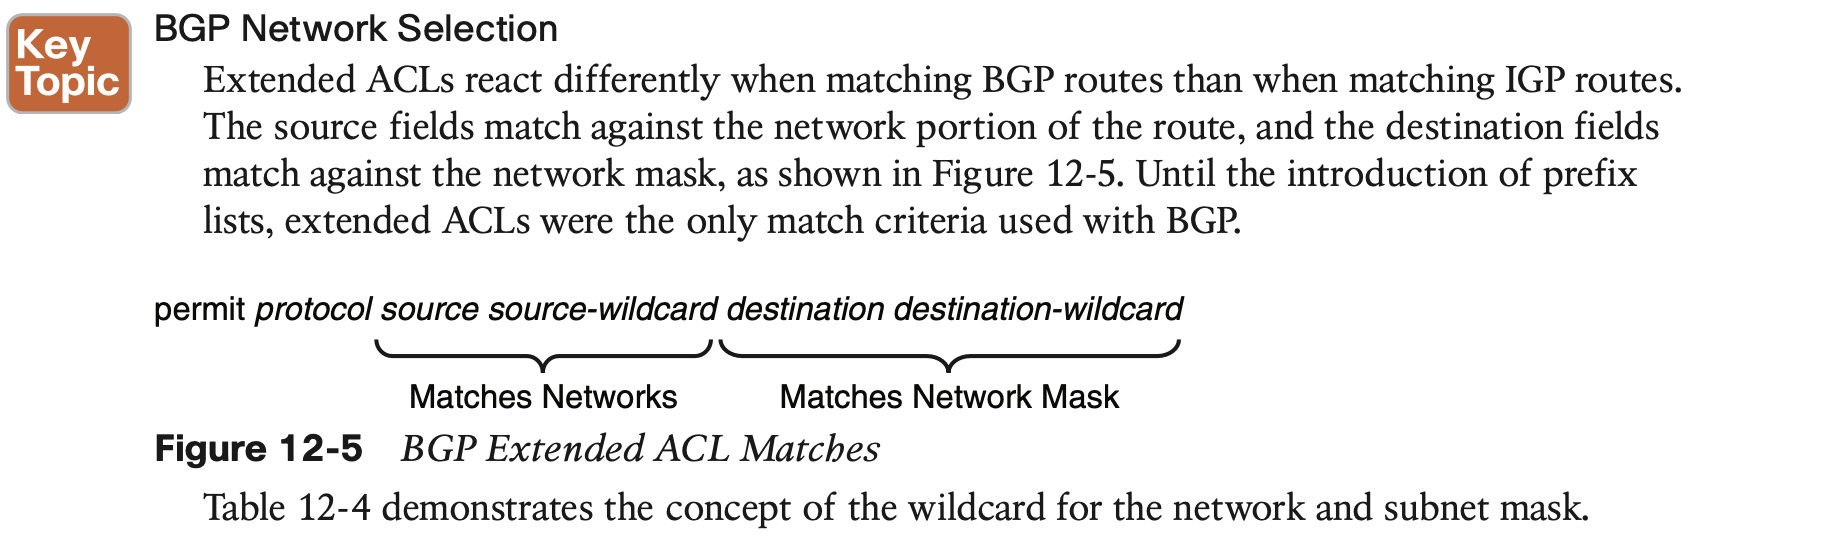 Key
Topic
BGP Network Selection
Extended ACLs react differently when matching BGP routes than when matching IGP routes.
The source fields match against the network portion of the route, and the destination fields
match against the network mask, as shown in Figure 12-5. Until the introduction of prefix
lists, extended ACLs were the only match criteria used with BGP.
permit protocol source source-wildcard destination destination-wildcard
Matches Networks Matches Network Mask
Figure 12-5 BGP Extended ACL Matches
Table 12-4 demonstrates the concept of the wildcard for the network and subnet mask.